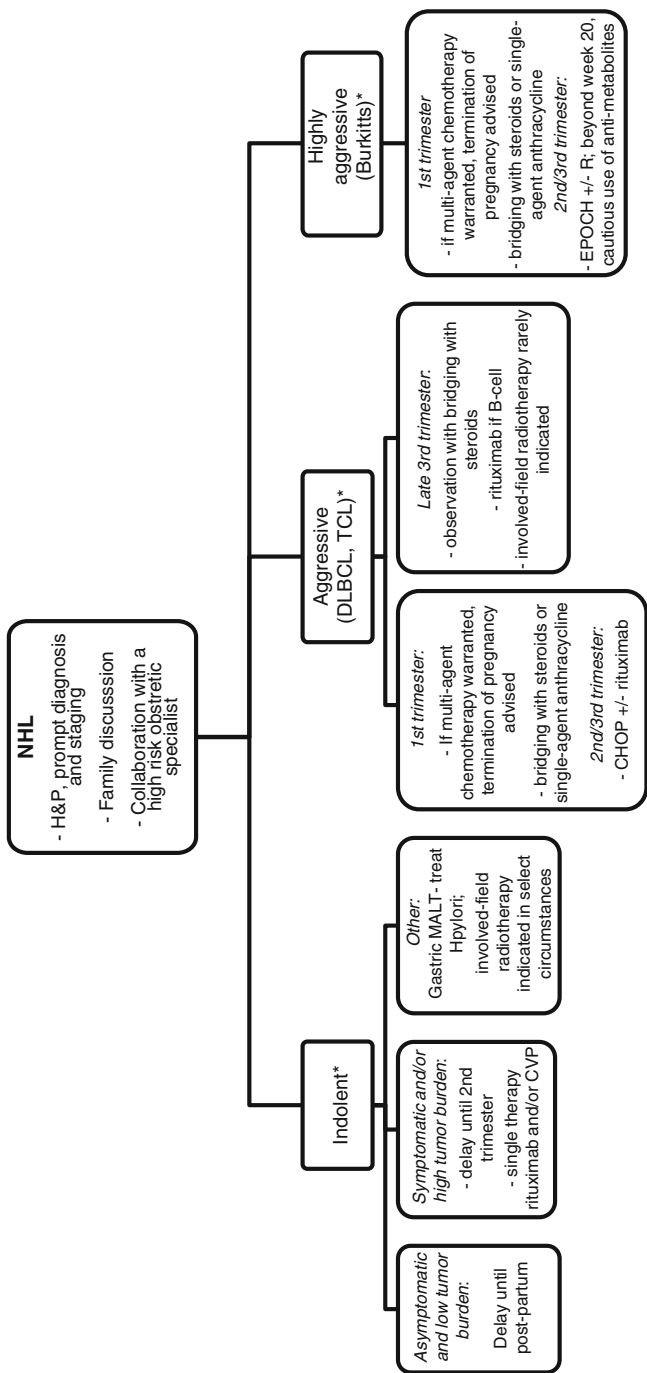 NHL
- H&P, prompt diagnosis
and staging
- Family discusssion
- Collaboration with a
high risk obstretic
specialist
Indolent*
Asymptomatic
and low tumor
burden:
Delay until
post-partum
Symptomatic and/or
high tumor burden:
- delay until 2nd
trimester
- single therapy
rituximab and/or CVP
Other:
Gastric MALT- treat
Hpylori;
involved-field
radiotherapy
indicated in select
circumstances
Aggressive
(DLBCL, TCL)*
1st trimester:
- If multi-agent
chemotherapy warranted,
termination of pregnancy
advised
- bridging with steroids or
single-agent anthracycline
2nd/3rd trimester:
- CHOP +/- rituximab
Late 3rd trimester:
- observation with bridging with
steroids
- rituximab if B-cell
- involved-field radiotherapy rarely
indicated
Highly
aggressive
(Burkitts)*
1st trimester
- if multi-agent chemotherapy
warranted, termination of
pregnancy advised
- bridging with steroids or single-
agent anthracycline
2nd/3rd trimester:
- EPOCH +/- R; beyond week 20,
cautious use of anti-metabolites